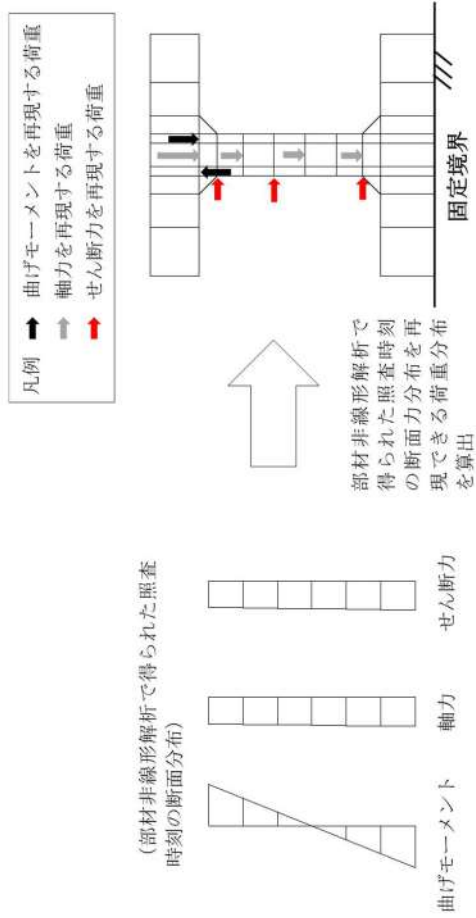 凡例
曲げモーメントを再現する荷重
軸力を再現する荷重
せん断力を再現する荷重
(部材非線形解析で得られた照査
時刻の断面分布)
曲げモーメント
軸力
せん断力
部材非線形解析で
得られた照査時刻
の断面力分布を再
現できる荷重分布
を算出
固定境界